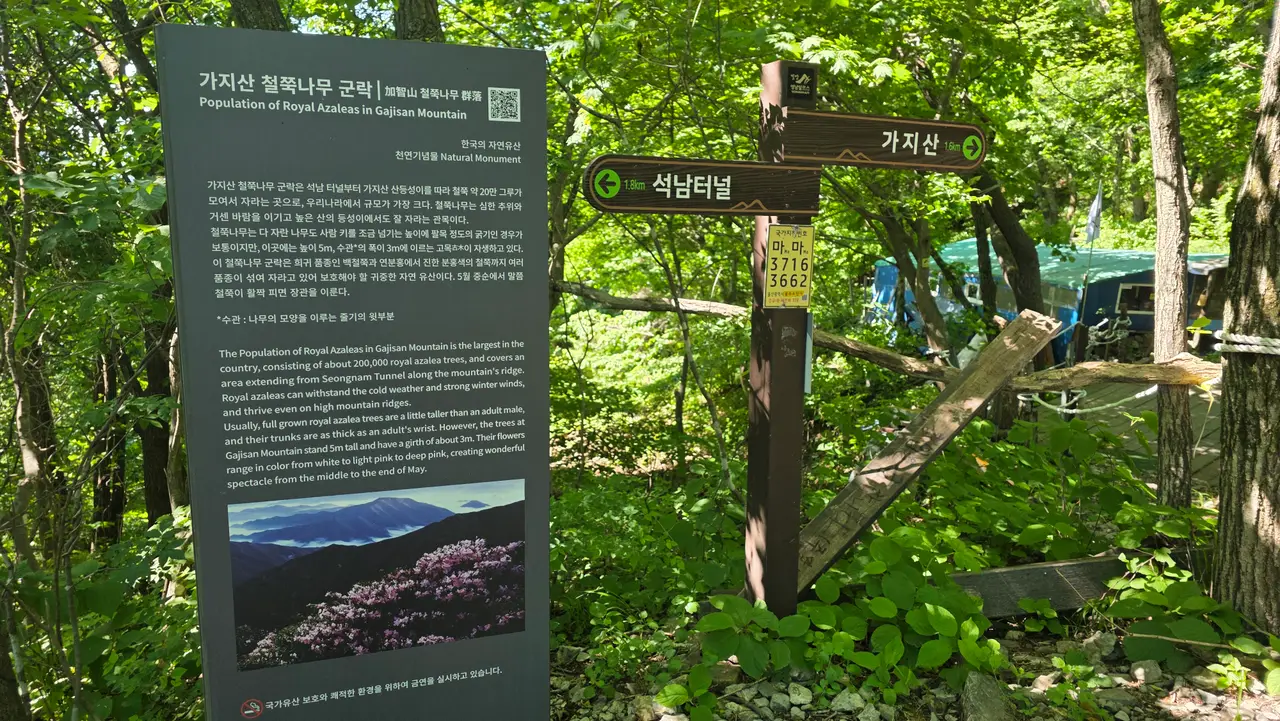 가지산 철쭉나무 군락 | 加智山 철쭉나무 群落
Population of Royal Azaleas in Gajisan Mountain
한국의 자연유산
천연기념물 Natural Monument
가지산 철쭉나무 군락은 석남 터널부터 가지산 산등성이를 따라 철쭉 약 20만 그루가
모여서 자라는 곳으로, 우리나라에서 규모가 가장 크다. 철쭉나무는 심한 추위와
거센 바람을 이기고 높은 산의 등성이에서도 잘 자라는 관목이다.
철쭉나무는 다 자란 나무도 사람 키를 조금 넘기는 높이에 팔목 정도의 굵기인 경우가
보통이지만, 이곳에는 높이 5m, 수관*의 폭이 3m에 이르는 고목古木이 자생하고 있다.
이 철쭉나무 군락은 희귀 품종인 백철쭉과 연분홍에서 진한 분홍색의 철쭉까지 여러
품종이 섞여 자라고 있어 보호해야 할 귀중한 자연 유산이다. 5월 중순에서 말쯤
철쭉이 활짝 피면 장관을 이룬다.
*수관 : 나무의 모양을 이루는 줄기의 윗부분
The Population of Royal Azaleas in Gajisan Mountain is the largest in the
country, consisting of about 200,000 royal azalea trees, and covers an
area extending from Seongnam Tunnel along the mountain's ridge.
Royal azaleas can withstand the cold weather and strong winter winds,
and thrive even on high mountain ridges.
Usually, full grown royal azalea trees are a little taller than an adult male,
and their trunks are as thick as an adult's wrist. However, the trees at
Gajisan Mountain stand 5m tall and have a girth of about 3m. Their flowers
range in color from white to light pink to deep pink, creating wonderful
spectacle from the middle to the end of May.
국가유산 보호와 쾌적한 환경을 위하여 금연을 실시하고 있습니다.
가지산 1.6km
1.8km 석남터널
국가지점번호
마 마
3716
3662